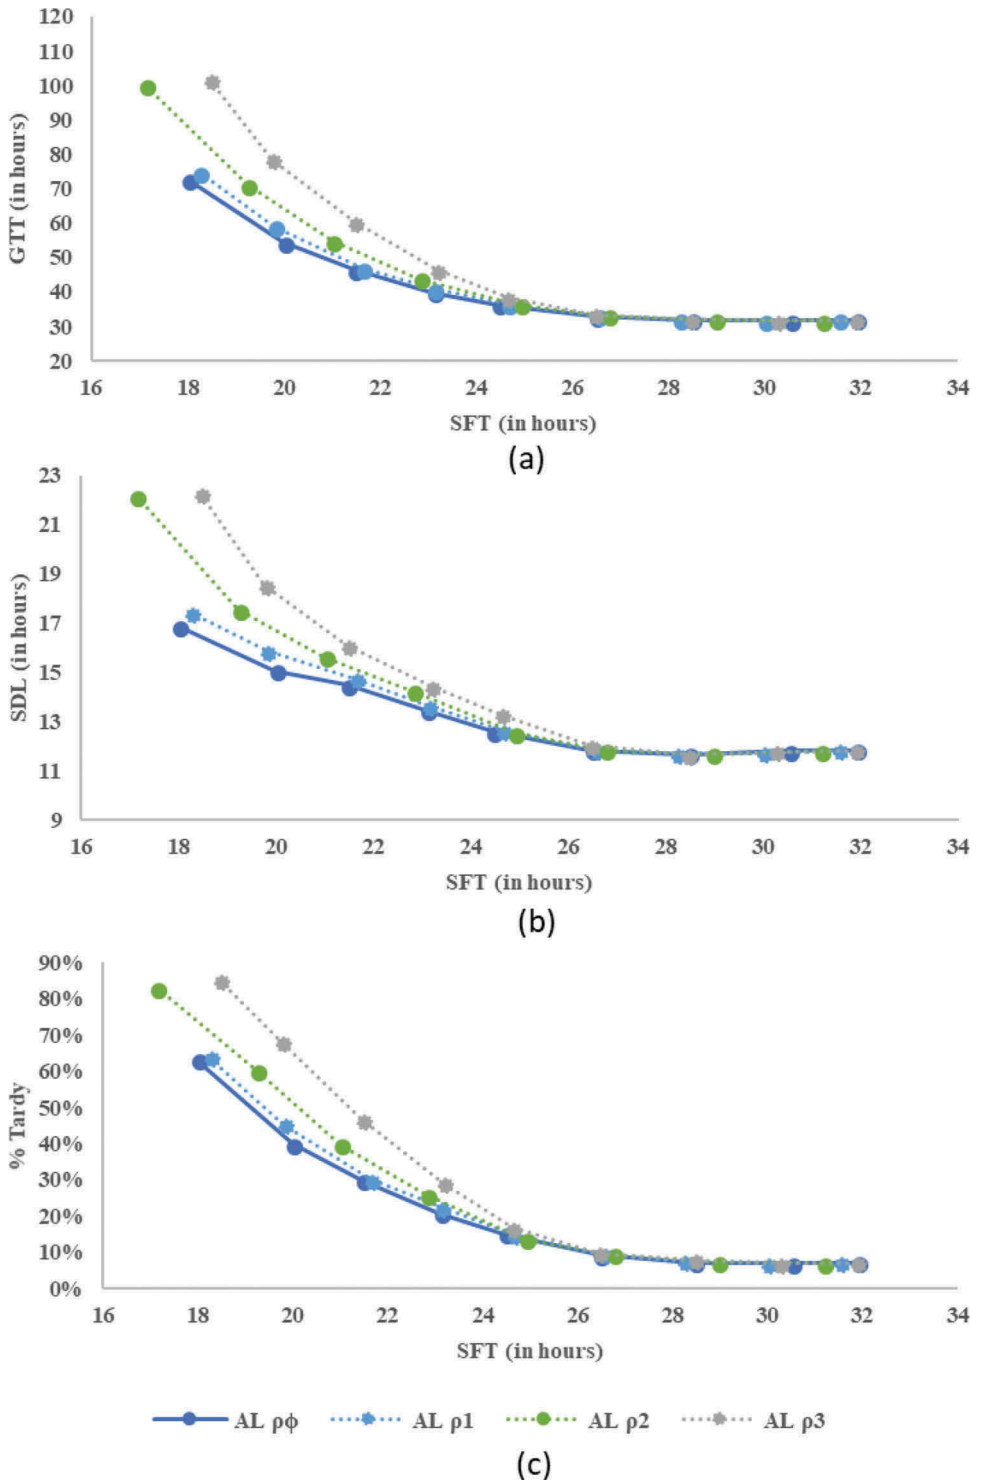 120
110
100
90
80
70
60
50
40
30
20
GTT (in hours)
16 18 20 22 24 26 28 30 32 34
SFT (in hours)
(a)
23
21
19
17
15
13
11
9
SDL (in hours)
16 18 20 22 24 26 28 30 32 34
SFT (in hours)
(b)
90%
80%
70%
60%
50%
40%
30%
20%
10%
0%
% Tardy
16 18 20 22 24 26 28 30 32 34
SFT (in hours)
AL ρϕ AL ρ1 AL ρ2 AL ρ3
(c)